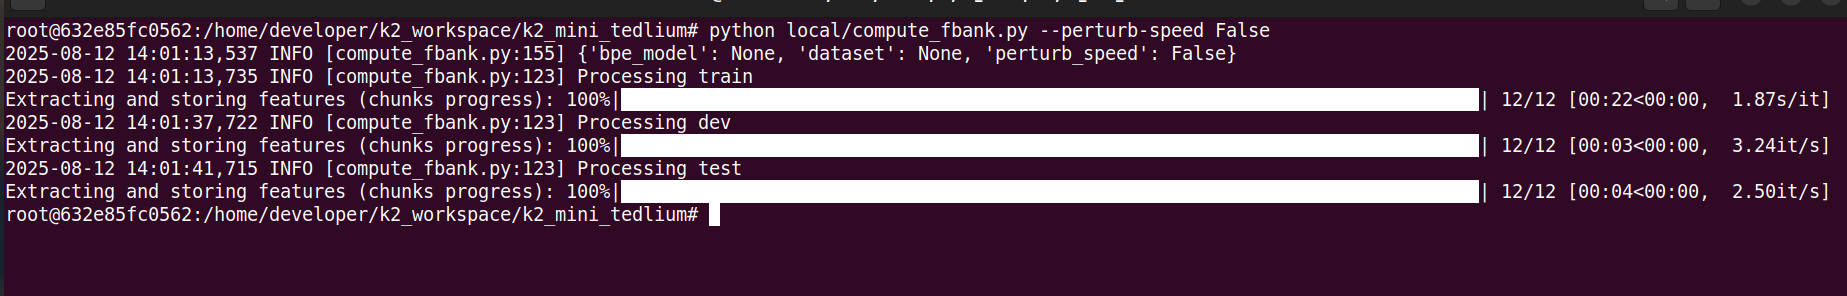 root@632e85fc0562:/home/developer/k2_workspace/k2_mini_tedlium# python local/compute_fbank.py --perturb-speed False
2025-08-12 14:01:13,537 INFO [compute_fbank.py:155] {'bpe_model': None, 'dataset': None, 'perturb_speed': False}
2025-08-12 14:01:13,735 INFO [compute_fbank.py:123] Processing train
Extracting and storing features (chunks progress): 100%|| 12/12 [00:22<00:00,  1.87s/it]
2025-08-12 14:01:37,722 INFO [compute_fbank.py:123] Processing dev
Extracting and storing features (chunks progress): 100%|| 12/12 [00:03<00:00,  3.24it/s]
2025-08-12 14:01:41,715 INFO [compute_fbank.py:123] Processing test
Extracting and storing features (chunks progress): 100%|| 12/12 [00:04<00:00,  2.50it/s]
root@632e85fc0562:/home/developer/k2_workspace/k2_mini_tedlium#